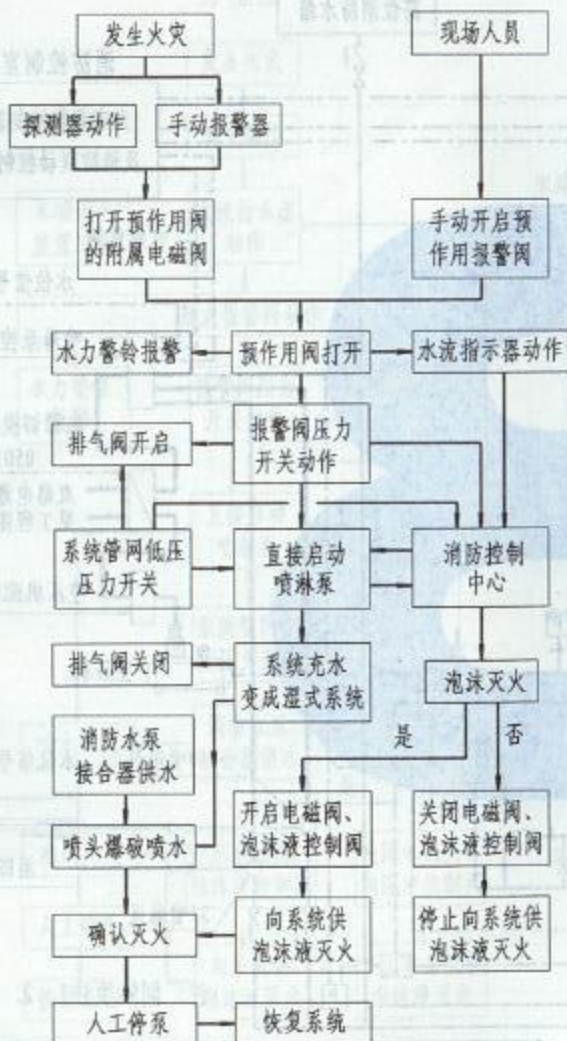 发生火灾
现场人员
探测器动作
手动报警器
打开预作用阀
的附属电磁阀
手动开启预
作用报警阀
水力警铃报警
预作用阀打开
水流指示器动作
排气阀开启
报警阀压力
开关动作
系统管网低压
压力开关
直接启动
喷淋泵
消防控制
中心
排气阀关闭
系统充水
变成湿式系统
泡沫灭火
是
否
消防水泵
接合器供水
开启电磁阀、
泡沫液控制阀
关闭电磁阀、
泡沫液控制阀
喷头爆破喷水
确认灭火
向系统供
泡沫液灭火
停止向系统供
泡沫液灭火
人工停泵
恢复系统